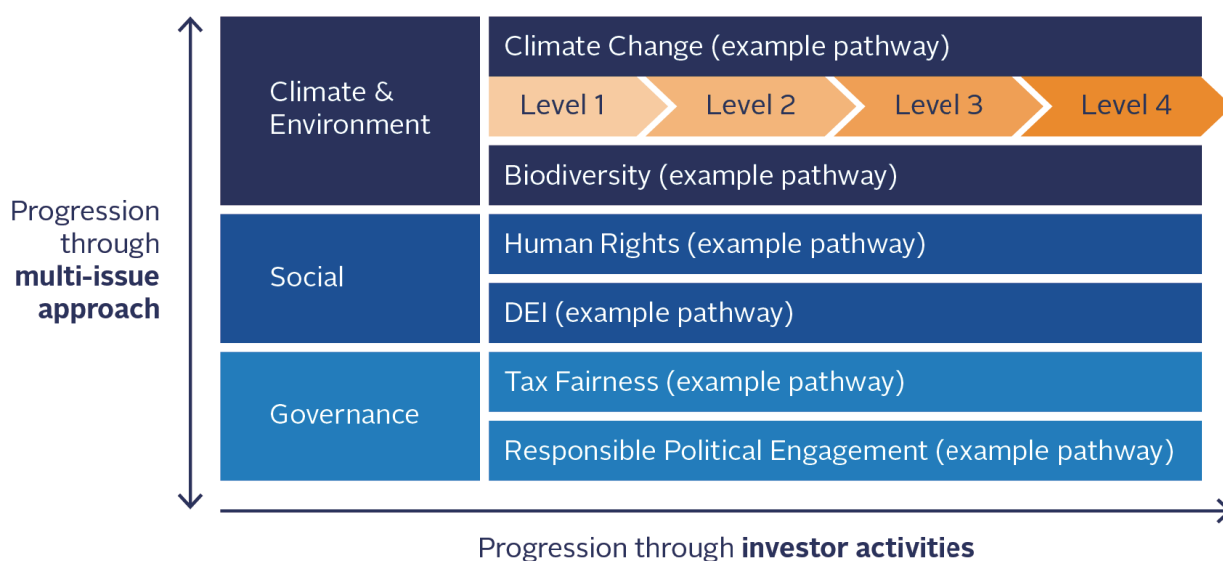 Progression
through
multi-issue
approach
Climate &
Environment
Climate Change (example pathway)
Level 1
Level 2
Level 3
Level 4
Biodiversity (example pathway)
Social
Human Rights (example pathway)
DEI (example pathway)
Governance
Tax Fairness (example pathway)
Responsible Political Engagement (example pathway)
Progression through investor activities